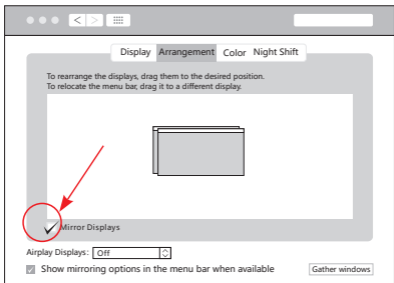 Display Arrangement Color Night Shift
To rearrange the displays, drag them to the desired position.
To relocate the menu bar, drag it to a different display.
Mirror Displays
Airplay Displays: Off
Show mirroring options in the menu bar when available
Gather windows